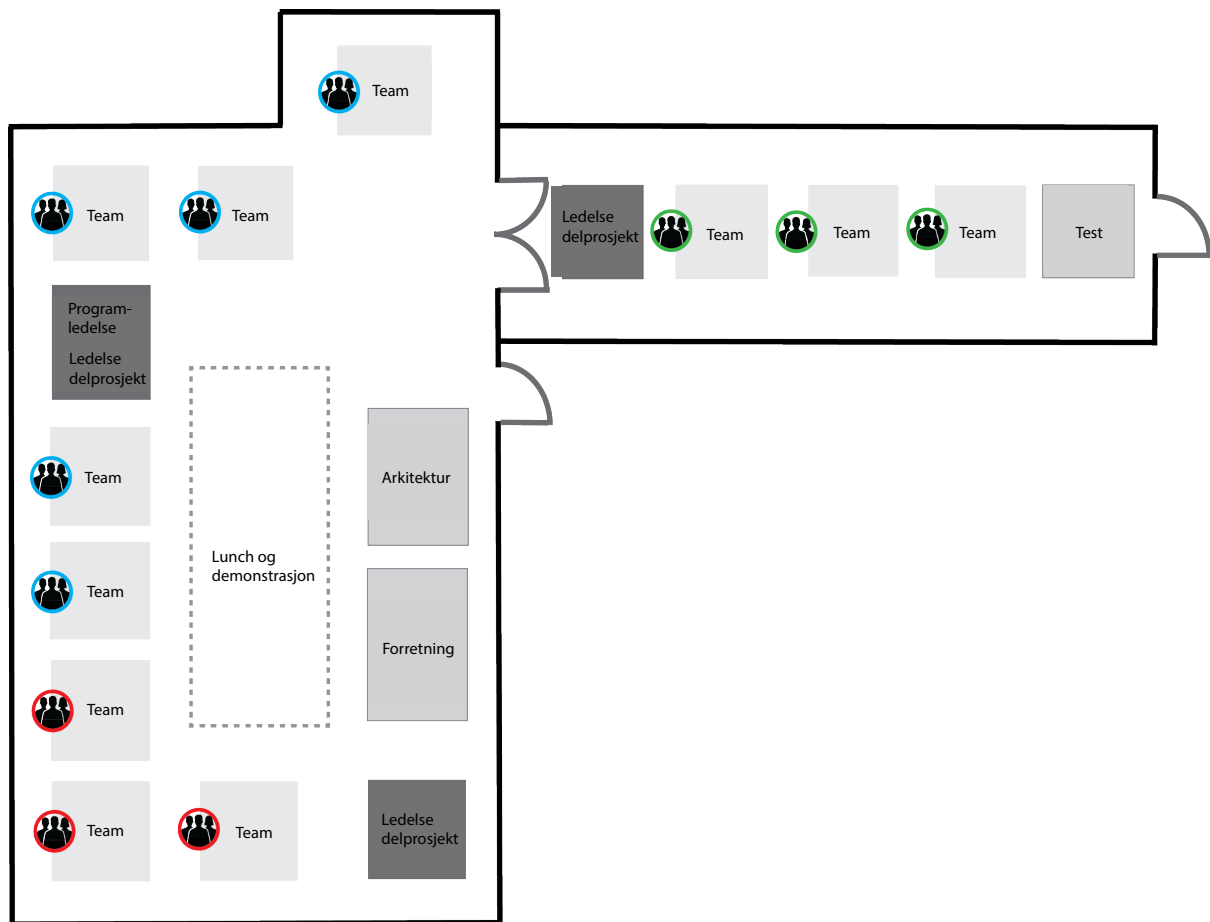 Team
Team
Team
Ledelse
delprosjekt
Team
Team
Team
Test
Program-
ledelse
Ledelse
delprosjekt
Team
Arkitektur
Lunch og
demonstrasjon
Team
Forretning
Team
Team
Team
Ledelse
delprosjekt